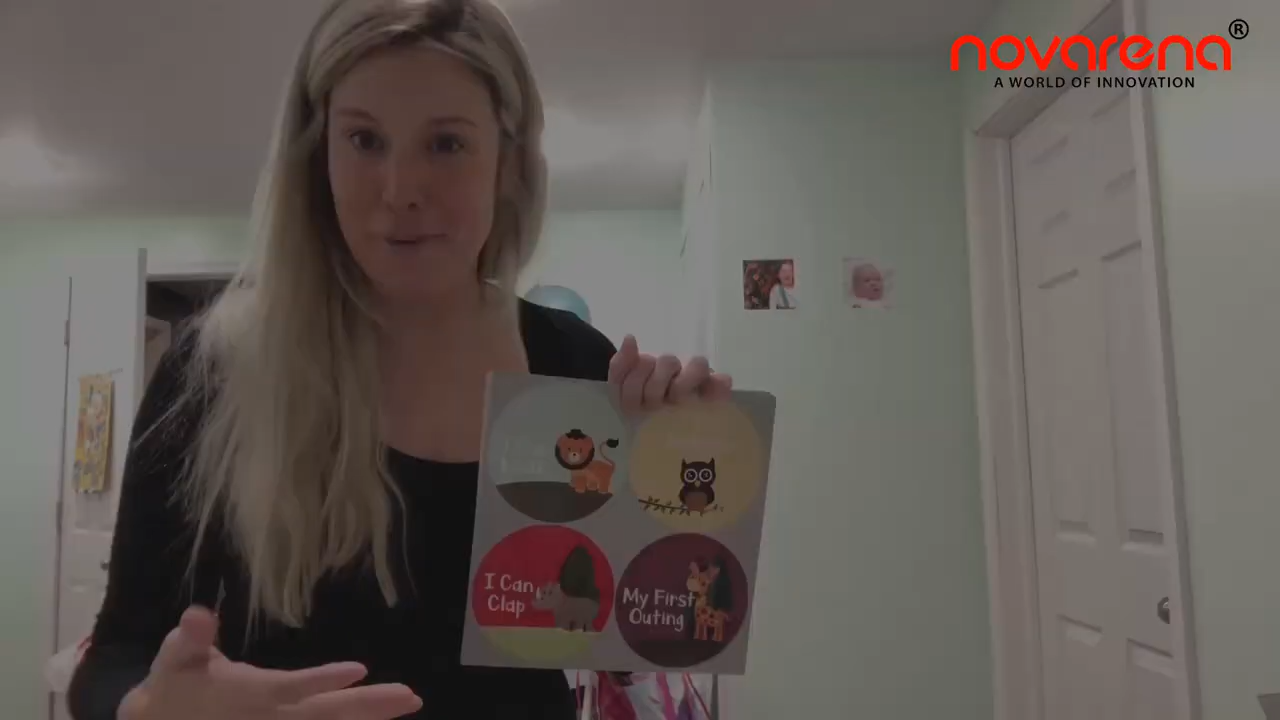 novarena®
A WORLD OF INNOVATION
I Can
Clap
My First
Outing